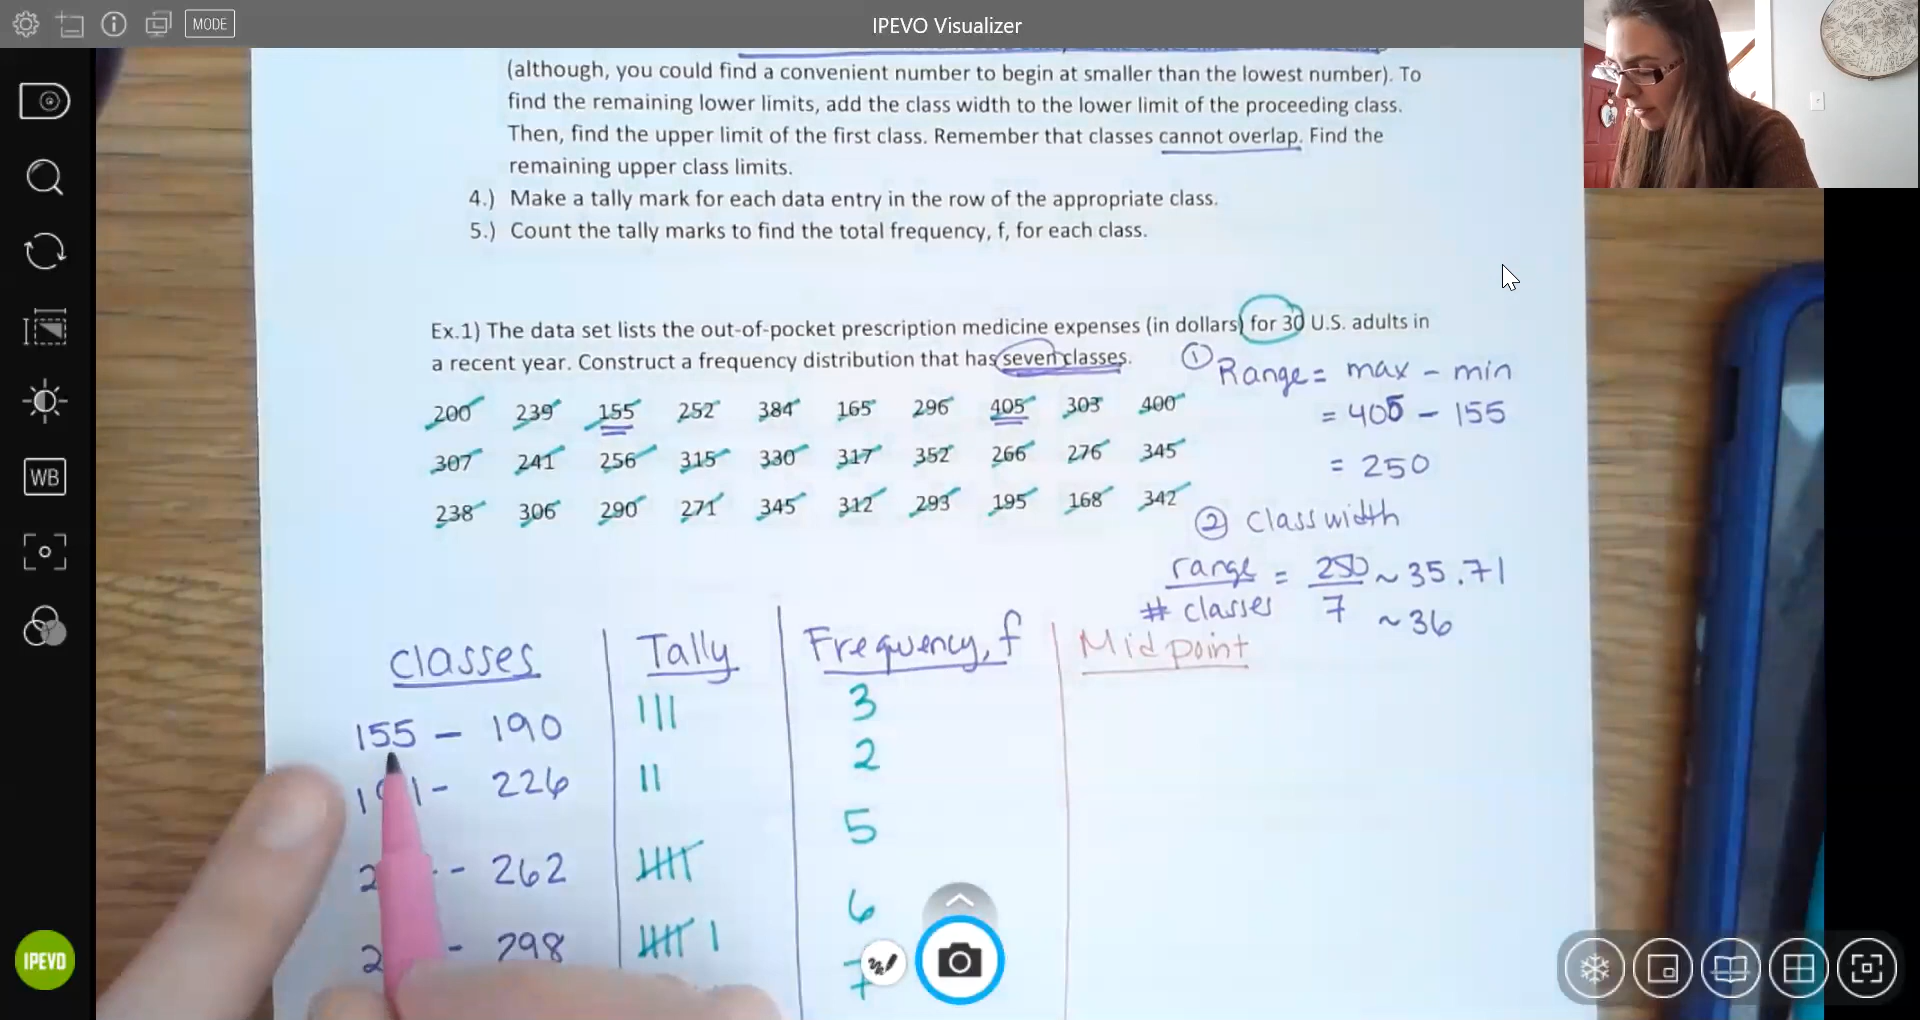 MODE
IPEVO Visualizer
(although, you could find a convenient number to begin at smaller than the lowest number). To
find the remaining lower limits, add the class width to the lower limit of the proceeding class.
Then, find the upper limit of the first class. Remember that classes cannot overlap. Find the
remaining upper class limits.
4.) Make a tally mark for each data entry in the row of the appropriate class.
5.) Count the tally marks to find the total frequency, f, for each class.
Ex.1) The data set lists the out-of-pocket prescription medicine expenses (in dollars) for 30 U.S. adults in
a recent year. Construct a frequency distribution that has seven classes.
200 239 155 252 384 165 296 405 303 400
307 241 256 315 330 317 352 266 276 345
238 306 290 271 345 312 293 195 168 342
① Range = max - min
= 405 - 155
= 250
② Class width
range / # classes = 250 / 7 ~ 35.71
~ 36
classes Tally Frequency, f Midpoint
155 - 190 ||| 3
- 226 || 2
- 262 5
- 298 6
7
WB
IPEVO